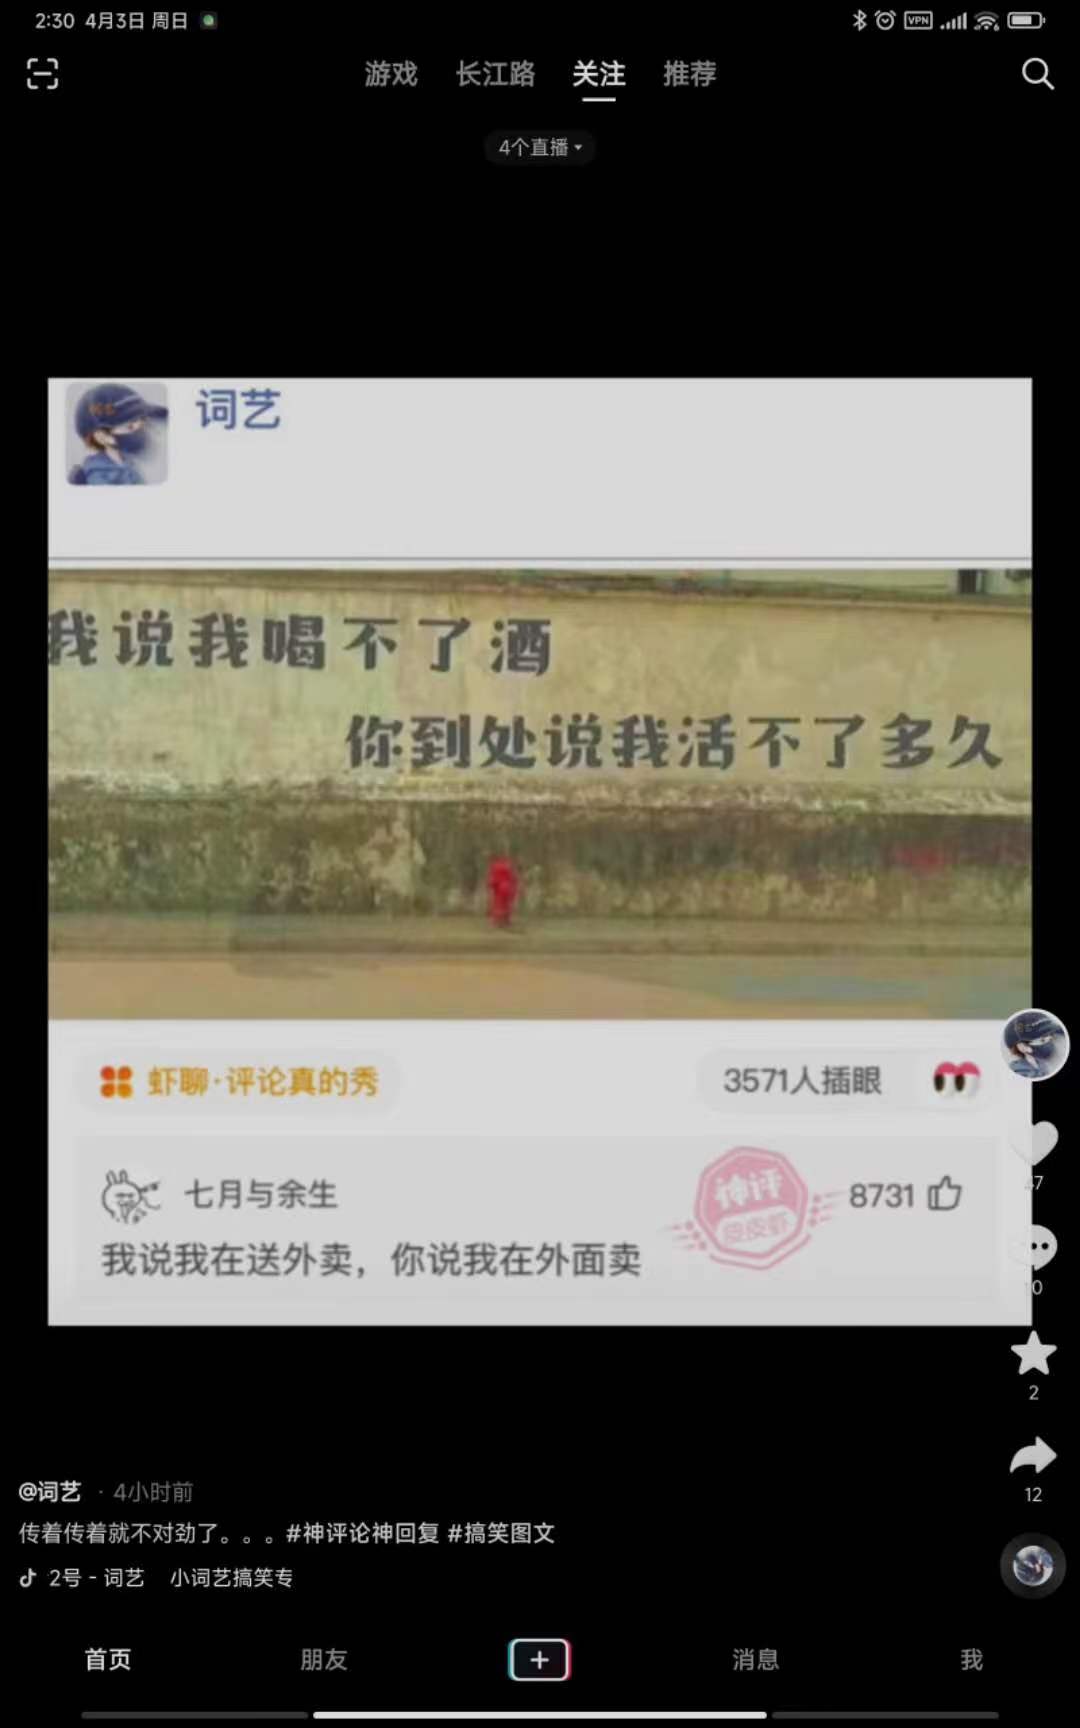 2:30 4月3日 周日
VPN
游戏 长江路 关注 推荐
4个直播
词艺
我说我喝不了酒
你到处说我活不了多久
虾聊·评论真的秀
3571人插眼
七月与余生
神评
皮皮虾
8731
我说我在送外卖，你说我在外面卖
47
10
2
12
@词艺 · 4小时前
传着传着就不对劲了。。。#神评论神回复 #搞笑图文
2号 - 词艺 小词艺搞笑专
首页 朋友 消息 我